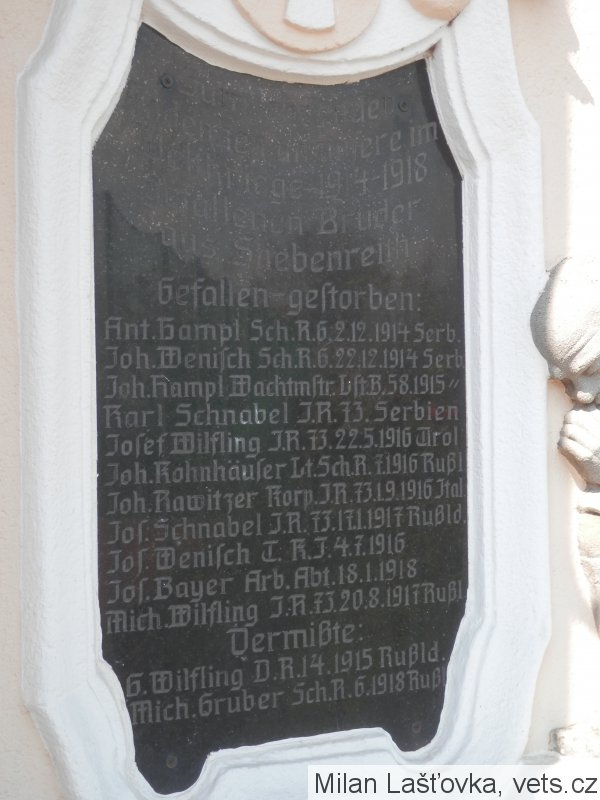 im
1914-1918
Brüder
aus Siebenreith
Gefallen-gestorben:
Ant. Hampl Sch.R.6.2.12.1914 Serb.
Joh. Wenisch Sch.R.6.22.12.1914 Serb
Joh. Hampl Wachtmstr. Lst.B.5.8.1915 "
Karl Schnabel I.R.73. Serbien
Josef Wilfling I.R.73.22.5.1916 Tirol
Joh. Kohnhäuser Lt.Sch.R.7.1916 Rußl
Joh. Rawitzer Korp. I.R.73.1.9.1916 Ital.
Jos. Schnabel I.R.73.17.1.1917 Rußld.
Jos. Wenisch T.K.J. 4.7.1916
Jos. Bayer Arb. Abt. 18.1.1918
Mich. Wilfling I.R.73.20.8.1917 Rußl.
Vermißte:
G. Wilfling D.R.14.1915 Rußld.
Mich. Gruber Sch.R.6.1918 Rußl
Milan Lašťovka, vets.cz